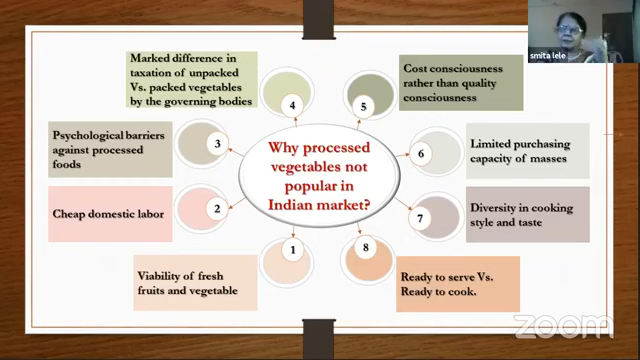 smita lele
Marked difference in
taxation of unpacked
Vs. packed vegetables
by the governing bodies
4
5
Cost consciousness
rather than quality
consciousness
Psychological barriers
against processed
foods
3
Why processed
vegetables not
popular in
Indian market?
6
Limited purchasing
capacity of masses
Cheap domestic labor
2
7
Diversity in cooking
style and taste
1
8
Viability of fresh
fruits and vegetable
Ready to serve Vs.
Ready to cook.
zoom